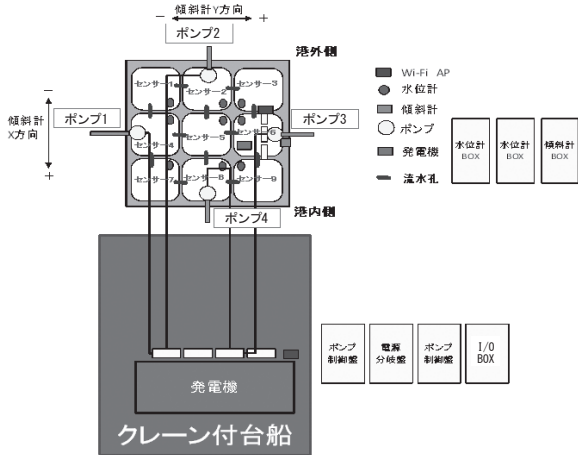 － 傾斜計Y方向 ＋
ポンプ2
港外側
センサー1
センサー2
センサー3
－
傾斜計
X方向
＋
ポンプ1
ポンプ3
センサー4
センサー5
センサー6
センサー7
センサー8
センサー9
ポンプ4
港内側
Wi-Fi AP
水位計
傾斜計
ポンプ
発電機
流水孔
水位計
BOX
水位計
BOX
傾斜計
BOX
ポンプ
制御盤
電源
分岐盤
ポンプ
制御盤
I/O
BOX
発電機
クレーン付台船